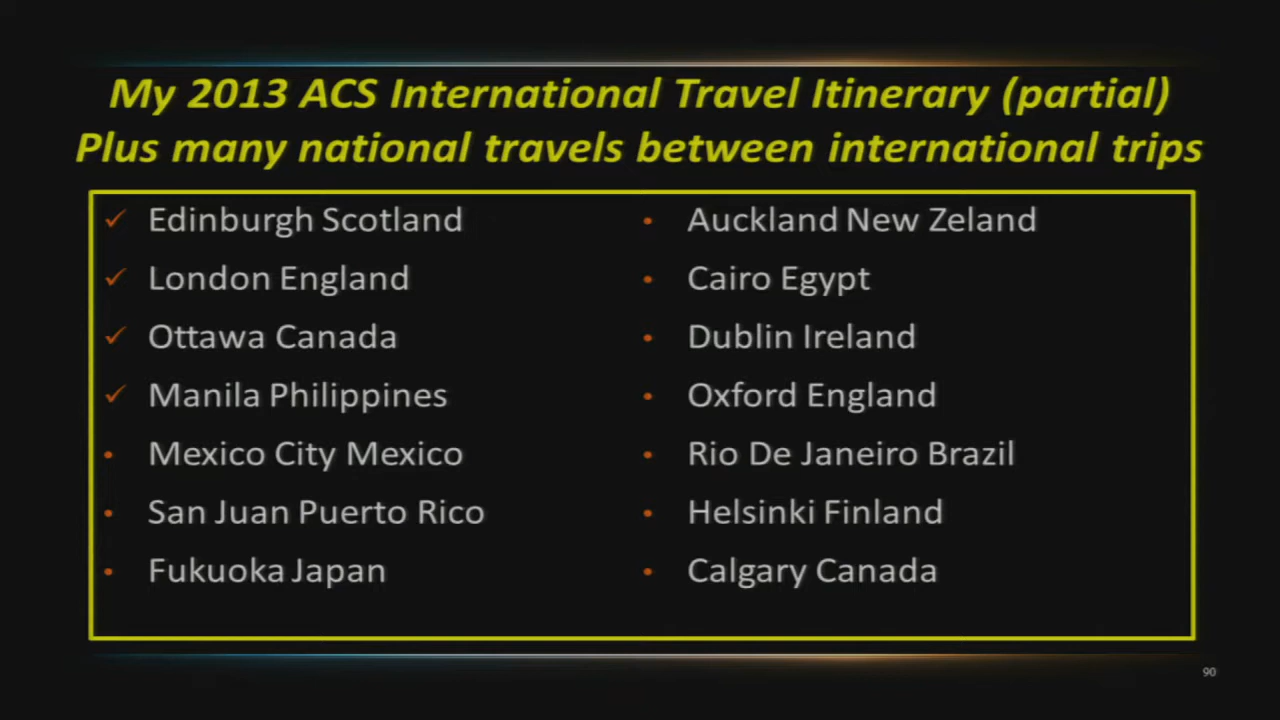 My 2013 ACS International Travel Itinerary (partial)
Plus many national travels between international trips
✓ Edinburgh Scotland
✓ London England
✓ Ottawa Canada
✓ Manila Philippines
• Mexico City Mexico
• San Juan Puerto Rico
• Fukuoka Japan
• Auckland New Zeland
• Cairo Egypt
• Dublin Ireland
• Oxford England
• Rio De Janeiro Brazil
• Helsinki Finland
• Calgary Canada
90